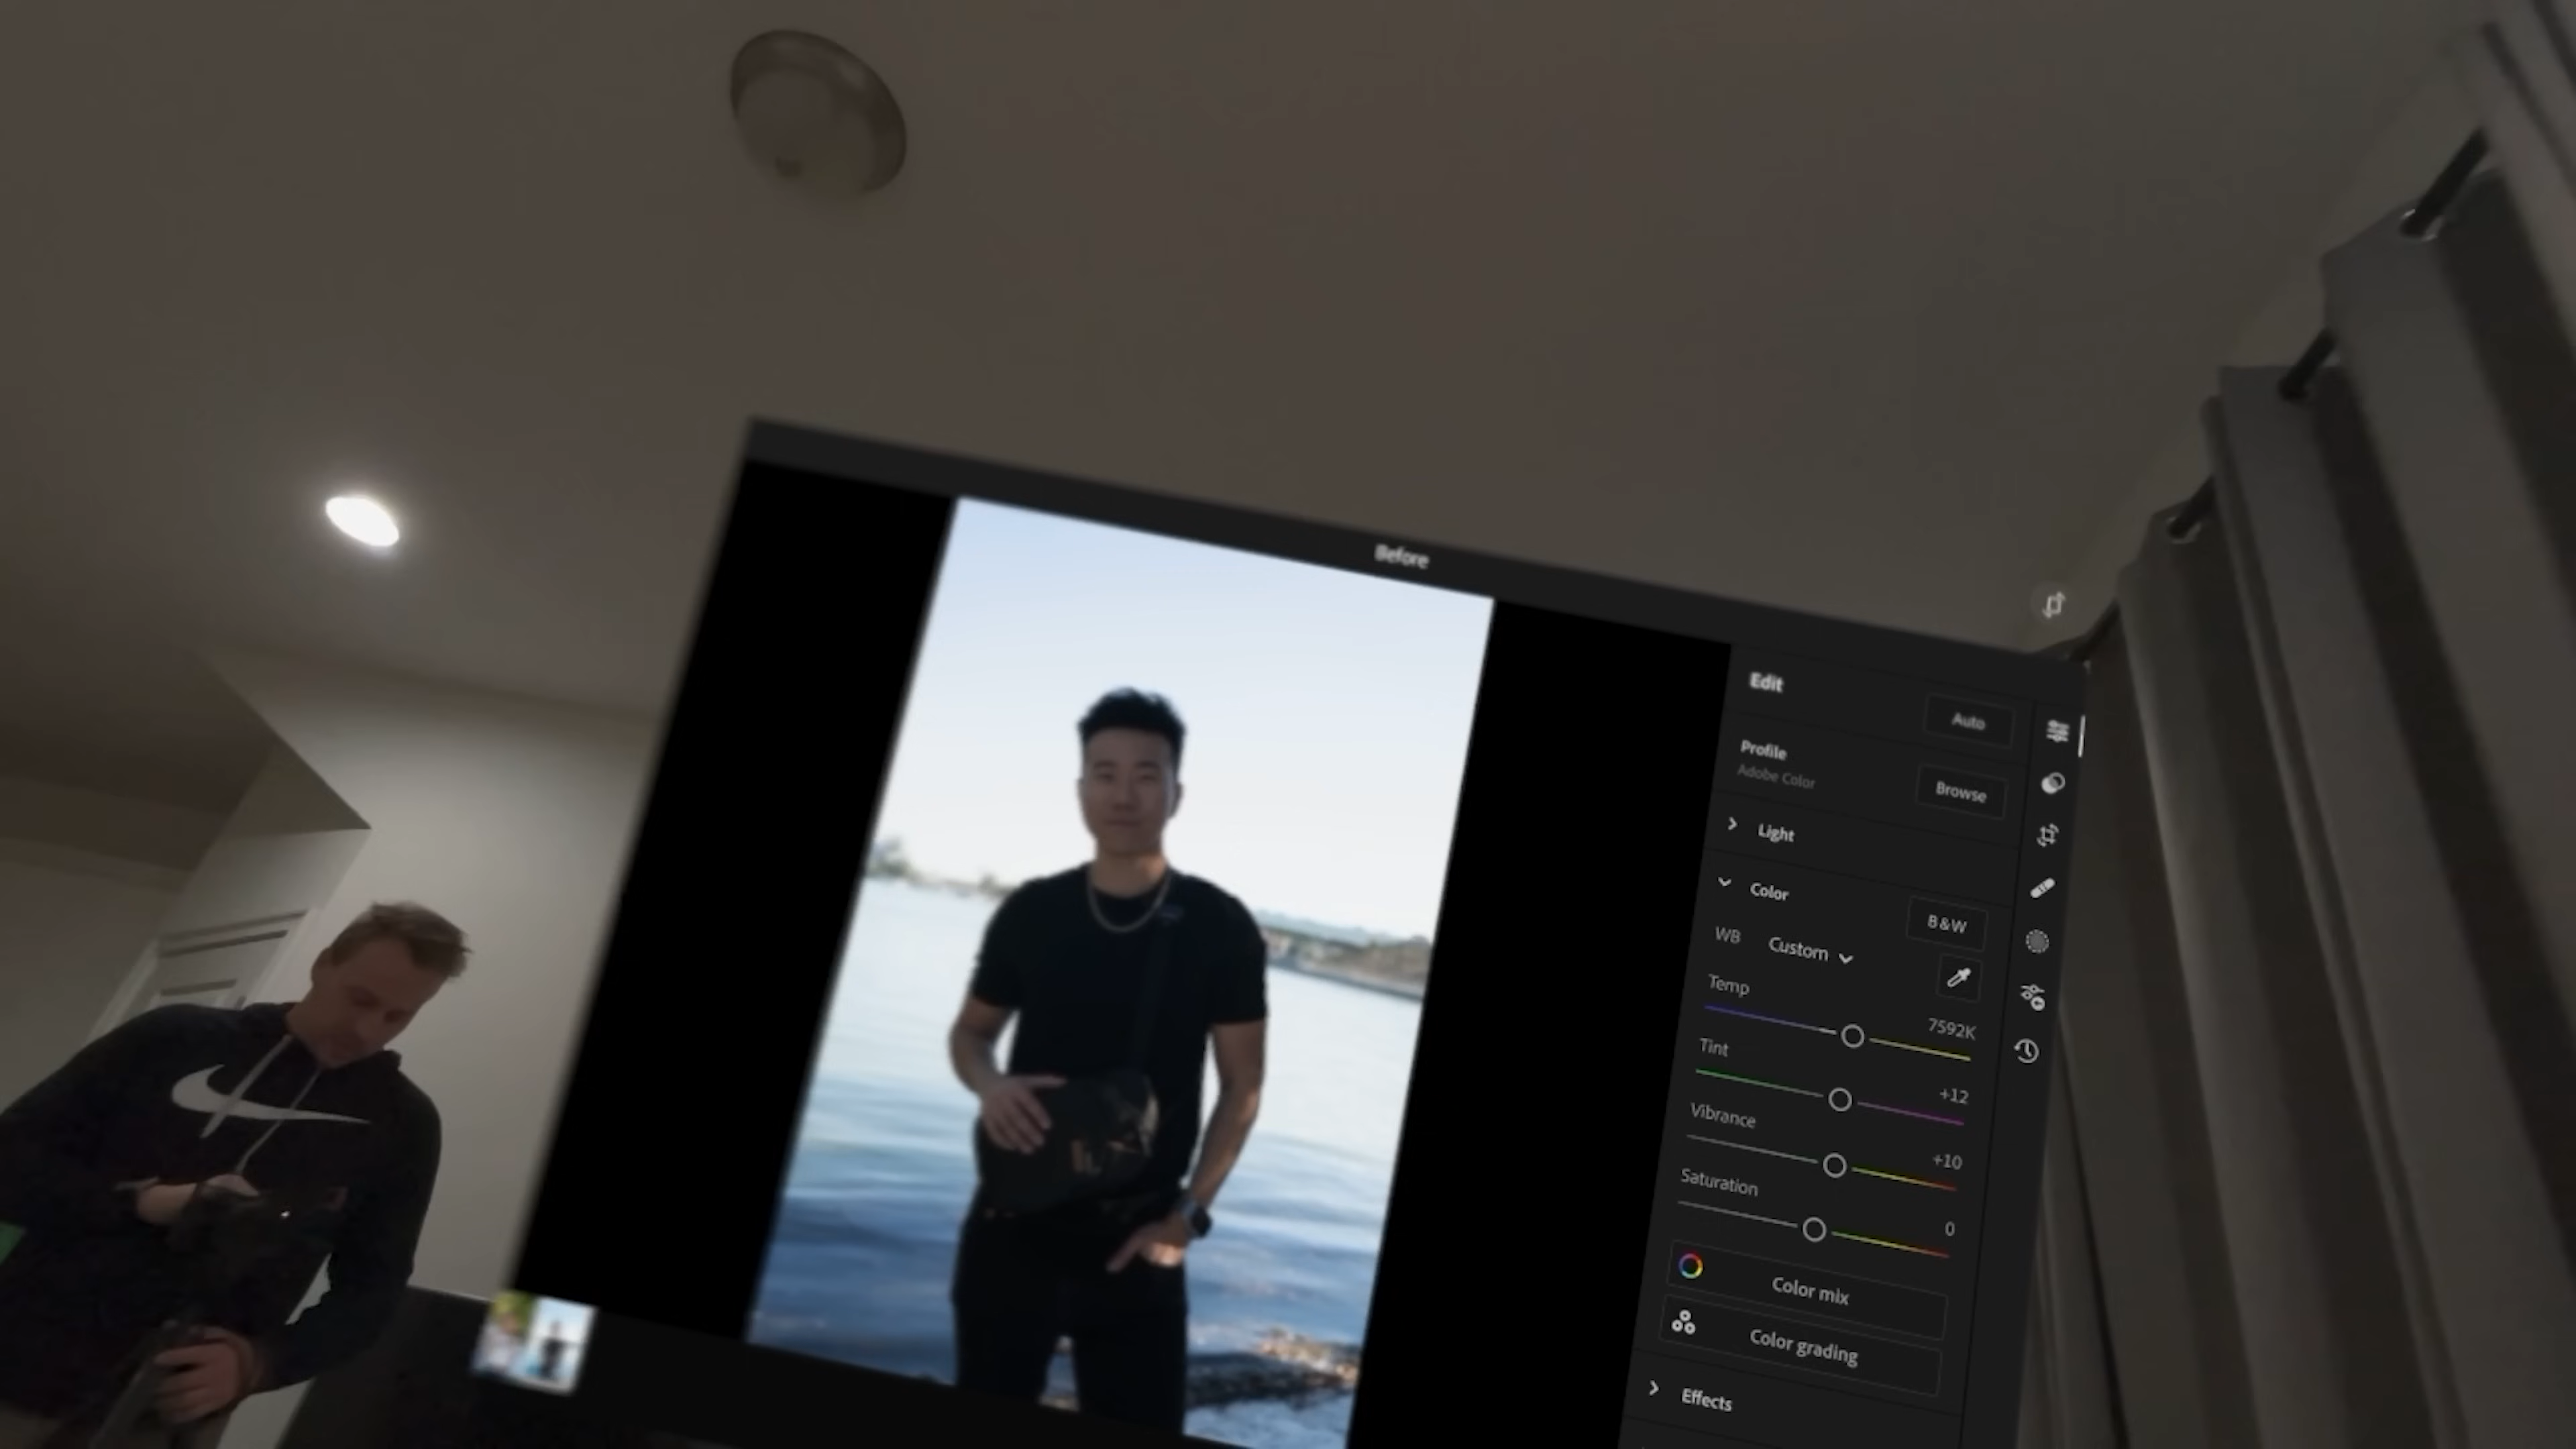 Before
Edit
Auto
Profile
Adobe Color
Browse
Light
Color
B&W
WB
Custom
Temp
7592K
Tint
+12
Vibrance
+10
Saturation
0
Color mix
Color grading
Effects